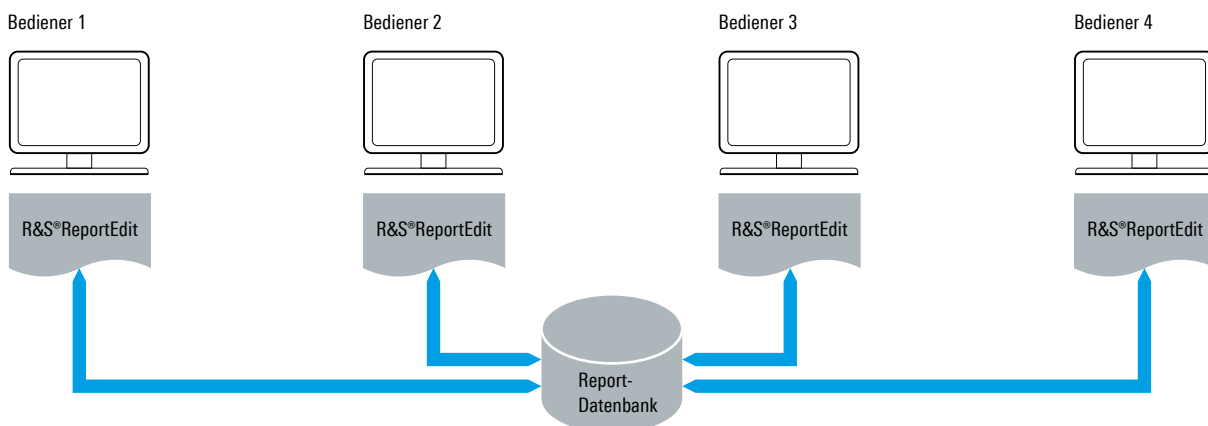 Bediener 1
Bediener 2
Bediener 3
Bediener 4
R&S®ReportEdit
R&S®ReportEdit
R&S®ReportEdit
R&S®ReportEdit
Report-
Datenbank